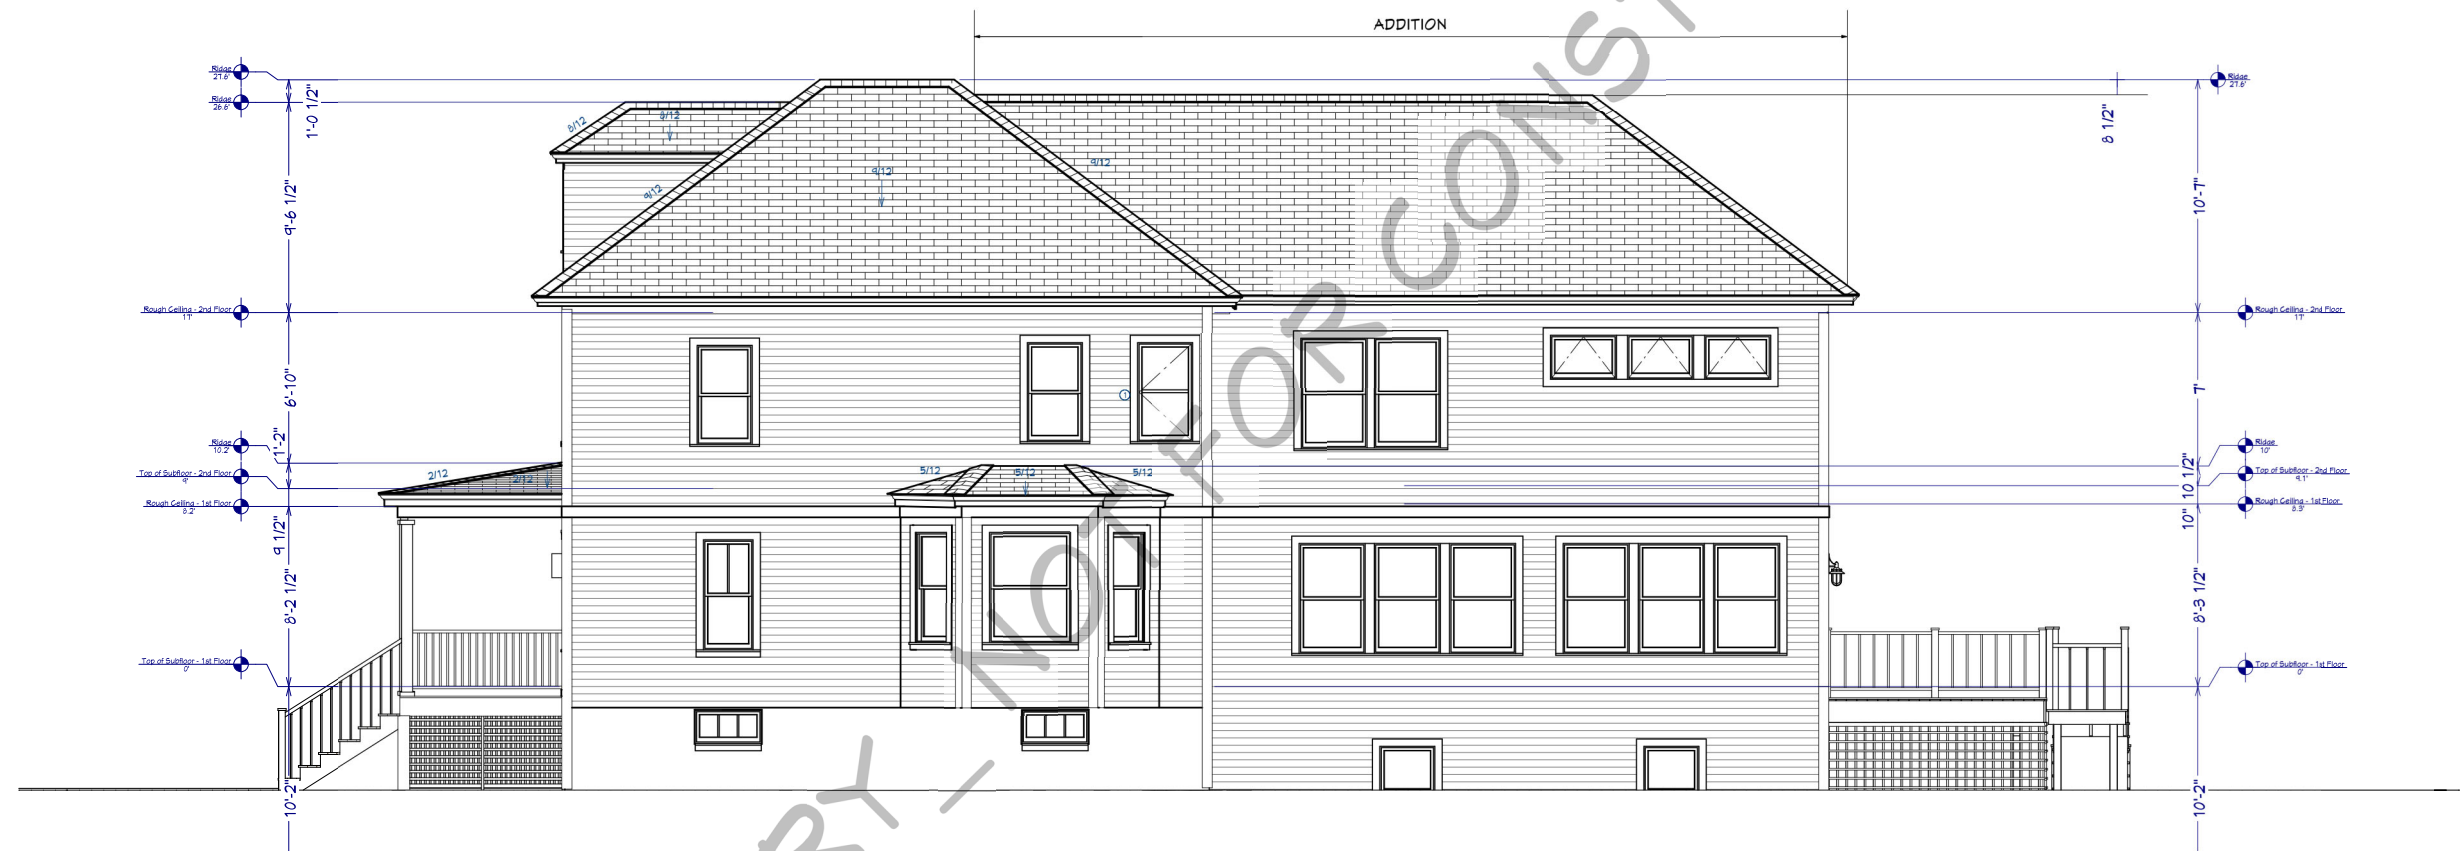 ADDITION
Ridge
27.6'
Ridge
26.6'
1'-0 1/2"
8/12
8/12
9/12
9/12
9/12
9'-6 1/2"
Rough Ceiling - 2nd Floor
17'
6'-10"
1'-2"
Ridge
10.2'
Top of Subfloor - 2nd Floor
9'
Rough Ceiling - 1st Floor
8.2'
2/12
2/12
9 1/2"
8'-2 1/2"
Top of Subfloor - 1st Floor
0'
10'-2"
5/12
5/12
5/12
1
Ridge
27.6'
8 1/2"
10'-7"
Rough Ceiling - 2nd Floor
17'
7'
Ridge
10'
10 1/2"
Top of Subfloor - 2nd Floor
9.1'
10"
Rough Ceiling - 1st Floor
8.3'
8'-3 1/2"
Top of Subfloor - 1st Floor
0'
10'-2"
RY_NOT FOR CONST